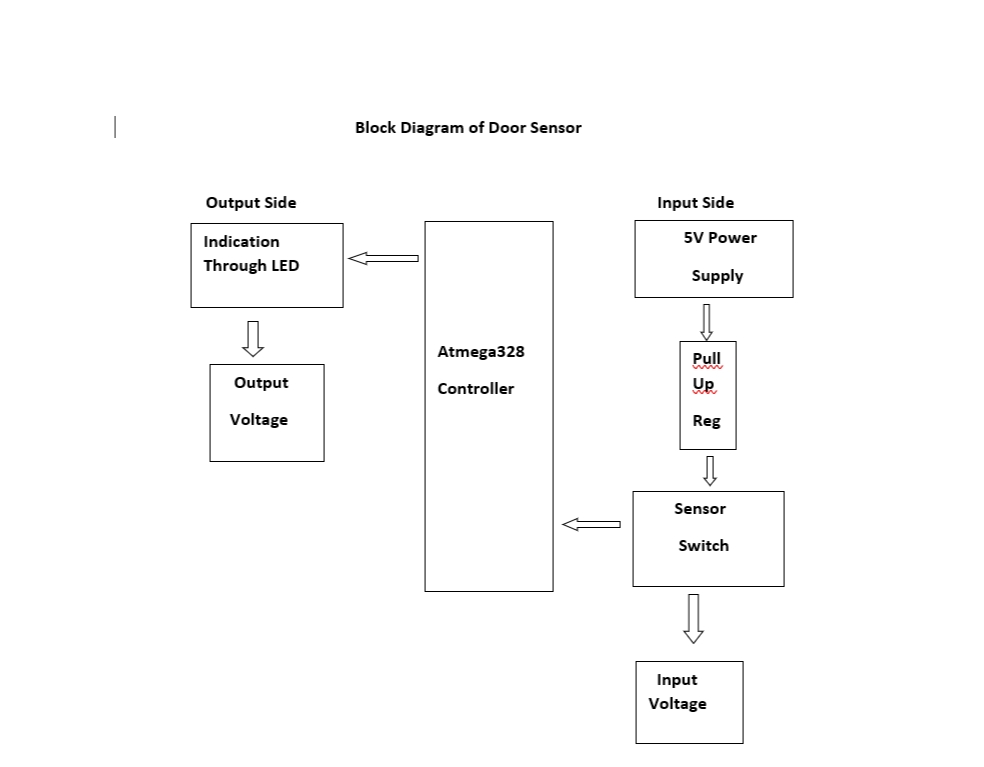 Block Diagram of Door Sensor
Output Side
Indication
Through LED
Output
Voltage
Atmega328
Controller
Input Side
5V Power
Supply
Pull
Up
Reg
Sensor
Switch
Input
Voltage